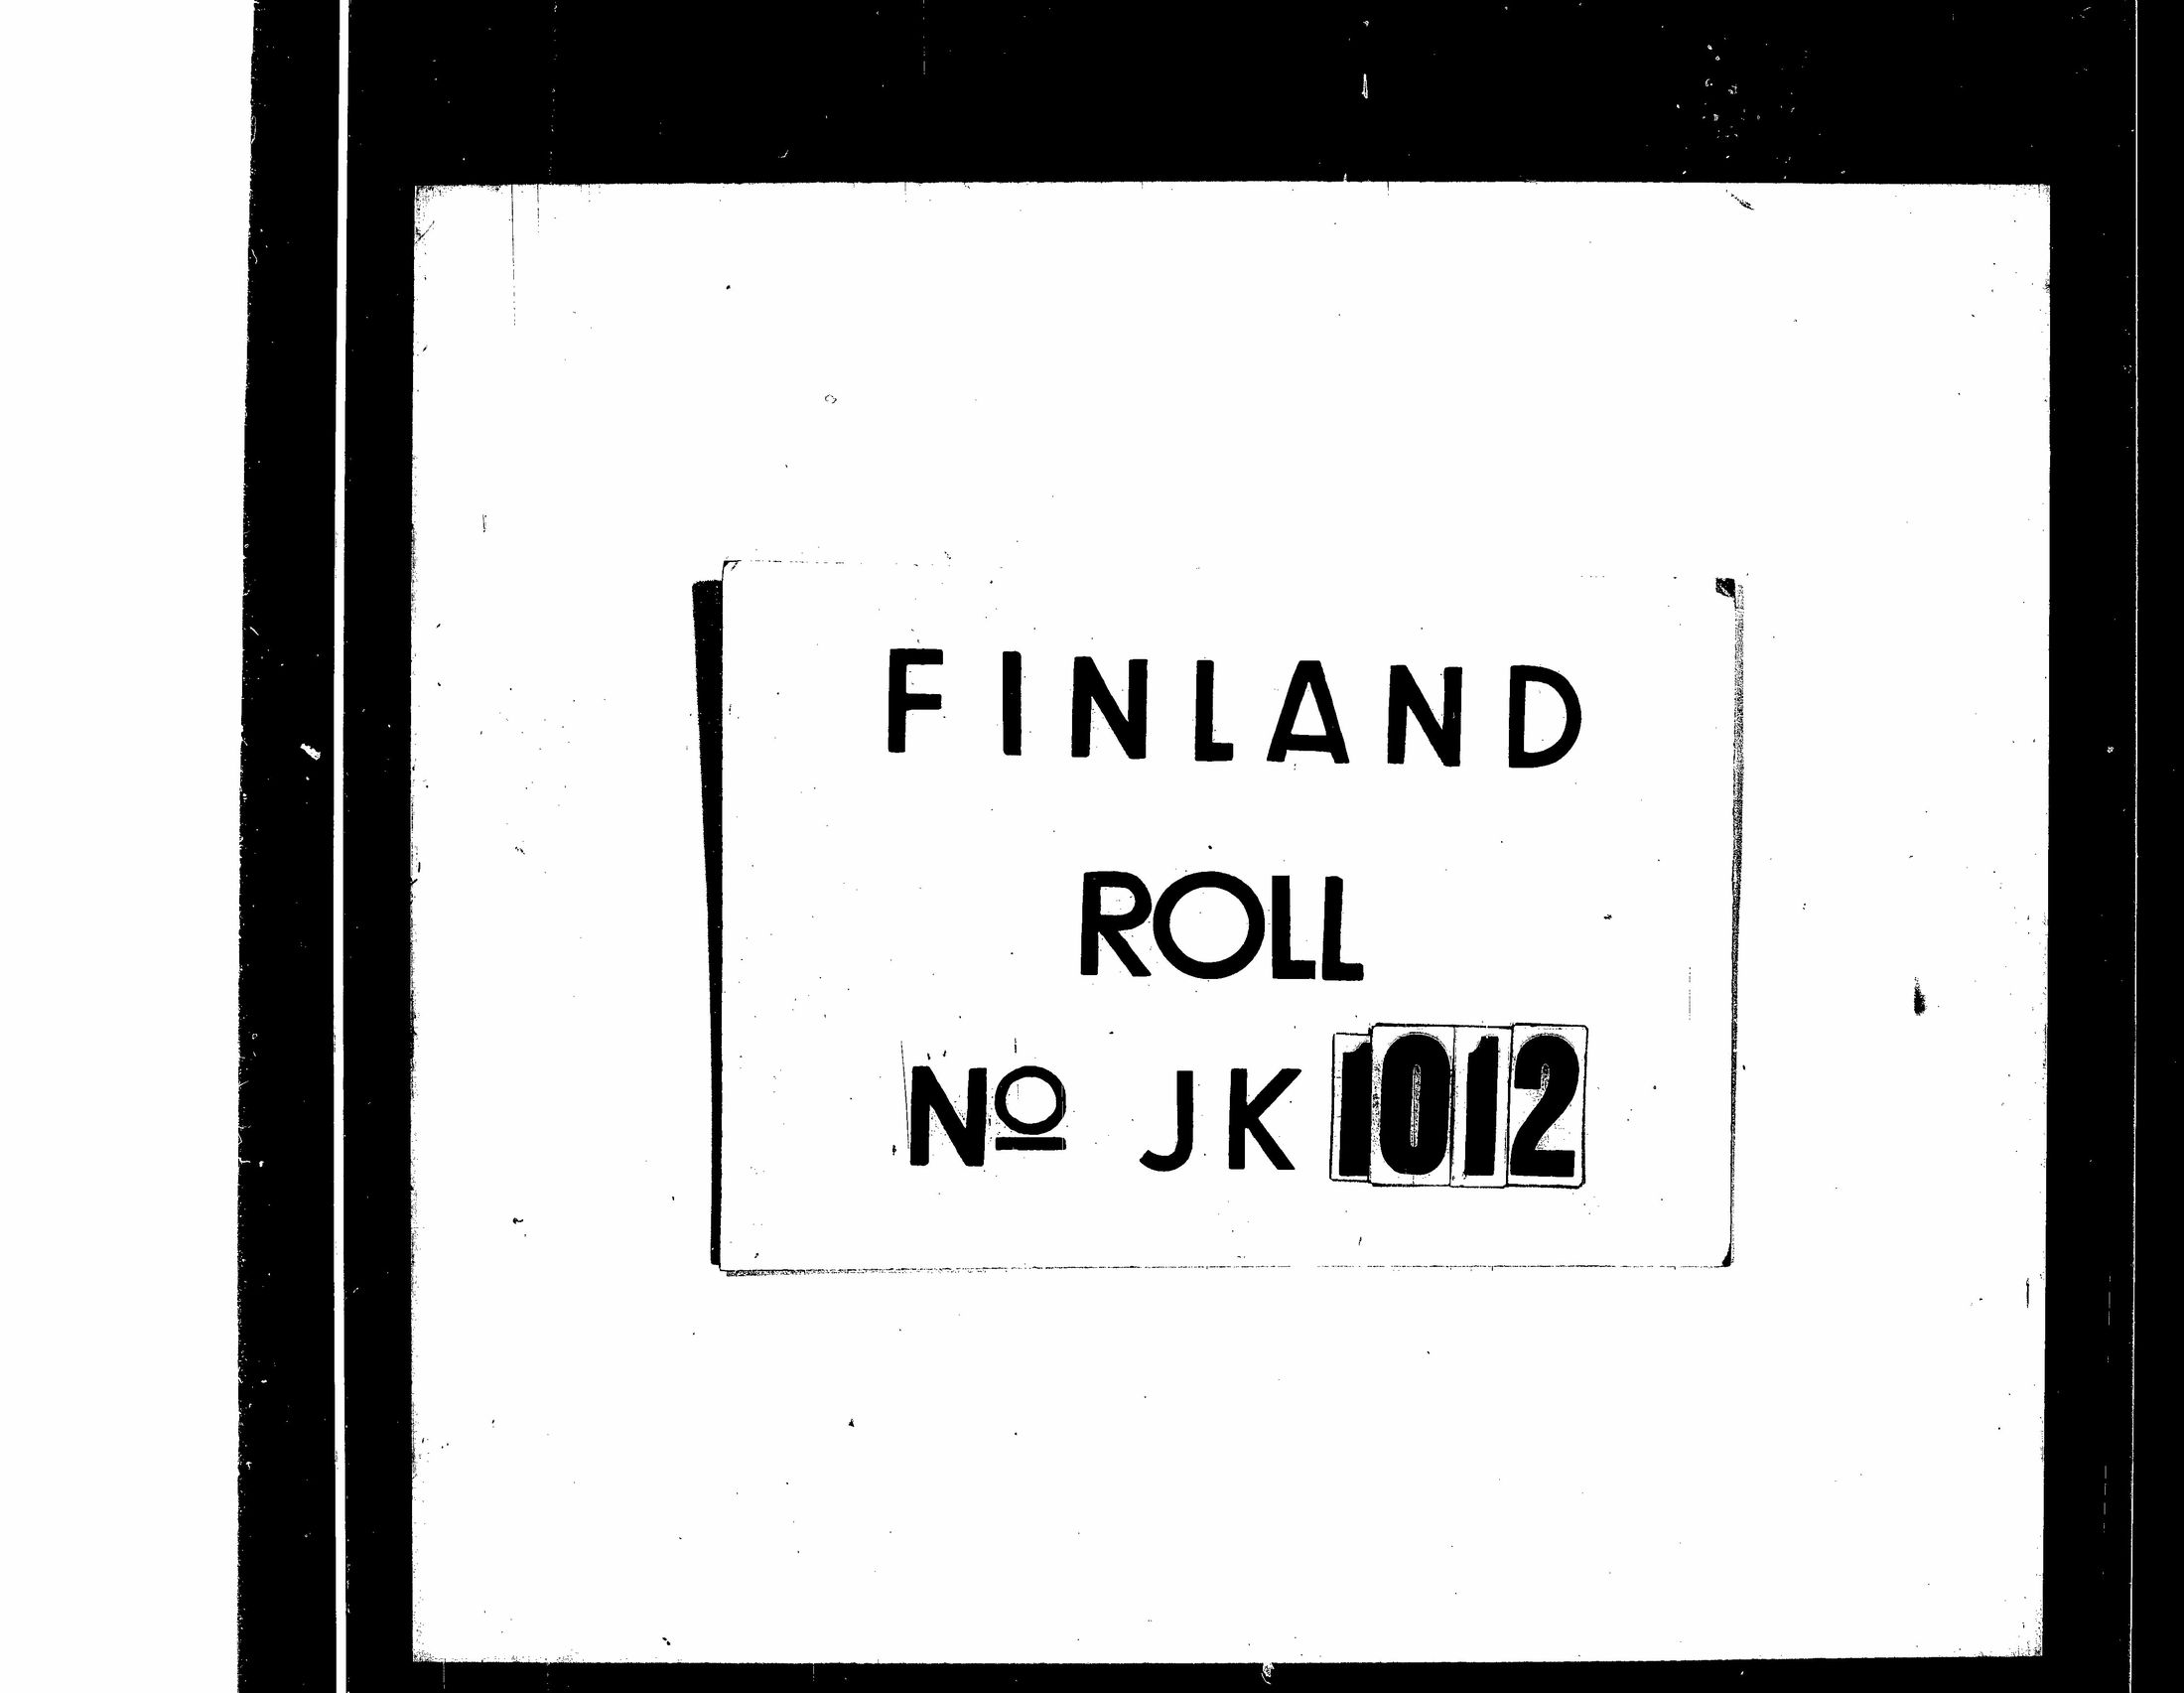 FINLAND
ROLL
Nº JK 1012